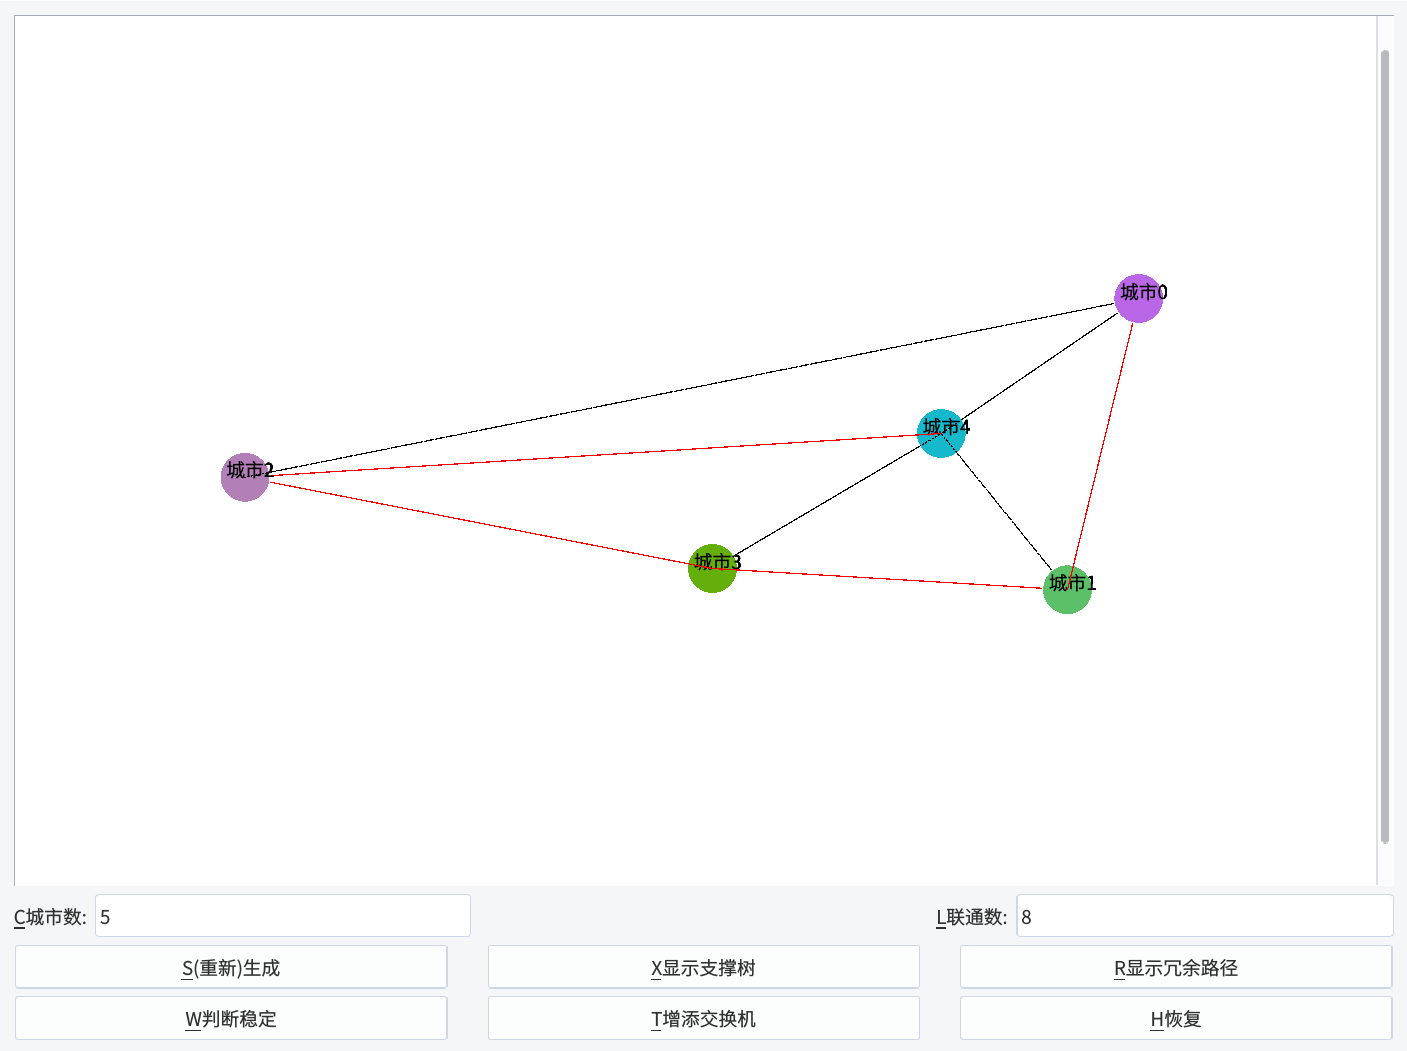 城市0
城市4
城市2
城市3
城市1
C城市数: 5
L联通数: 8
S(重新)生成
X显示支撑树
R显示冗余路径
W判断稳定
T增添交换机
H恢复